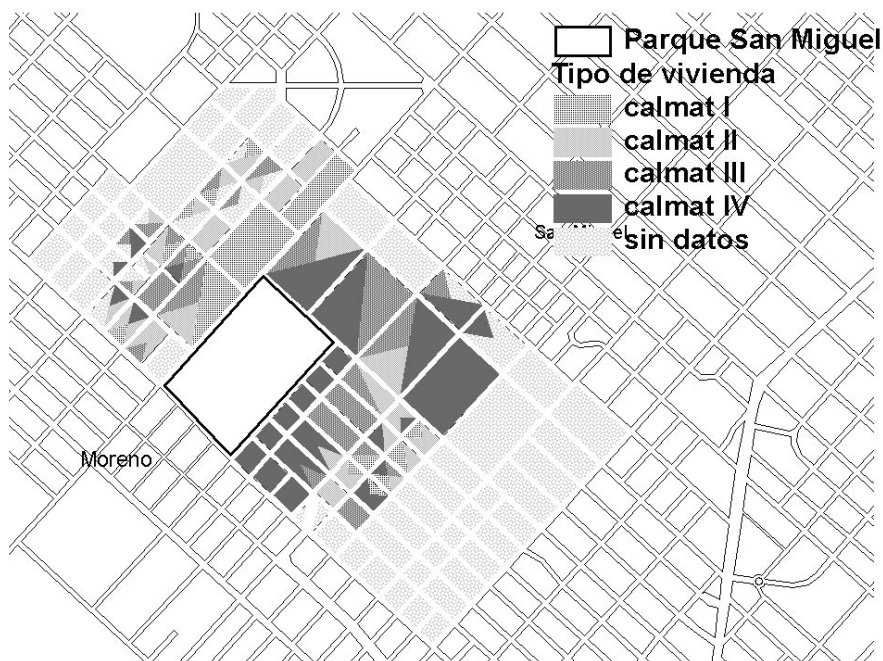 Parque San Miguel
Tipo de vivienda
calmat I
calmat II
calmat III
calmat IV
sin datos
Moreno